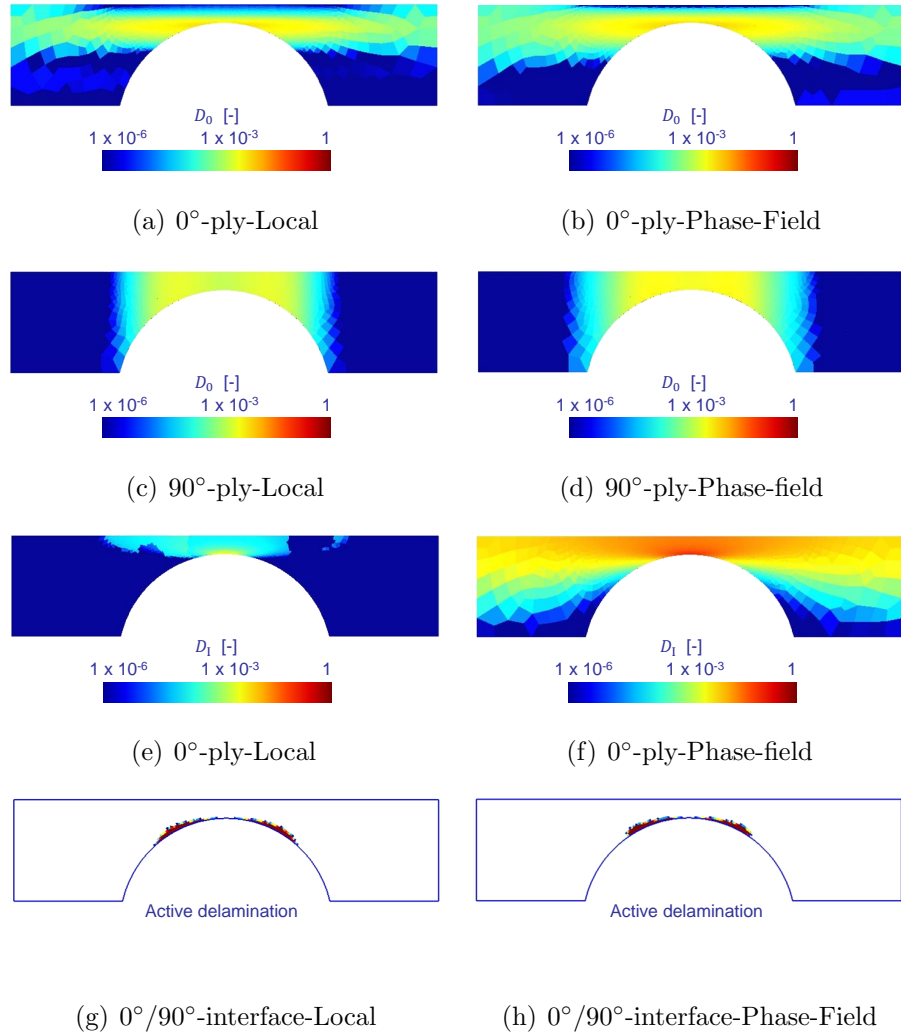 D₀ [-] D₀ [-]
1 x 10⁻⁶ 1 x 10⁻³ 1 1 x 10⁻⁶ 1 x 10⁻³ 1
(a) 0°-ply-Local (b) 0°-ply-Phase-Field
D₀ [-] D₀ [-]
1 x 10⁻⁶ 1 x 10⁻³ 1 1 x 10⁻⁶ 1 x 10⁻³ 1
(c) 90°-ply-Local (d) 90°-ply-Phase-field
D_I [-] D_I [-]
1 x 10⁻⁶ 1 x 10⁻³ 1 1 x 10⁻⁶ 1 x 10⁻³ 1
(e) 0°-ply-Local (f) 0°-ply-Phase-field
Active delamination Active delamination
(g) 0°/90°-interface-Local (h) 0°/90°-interface-Phase-Field